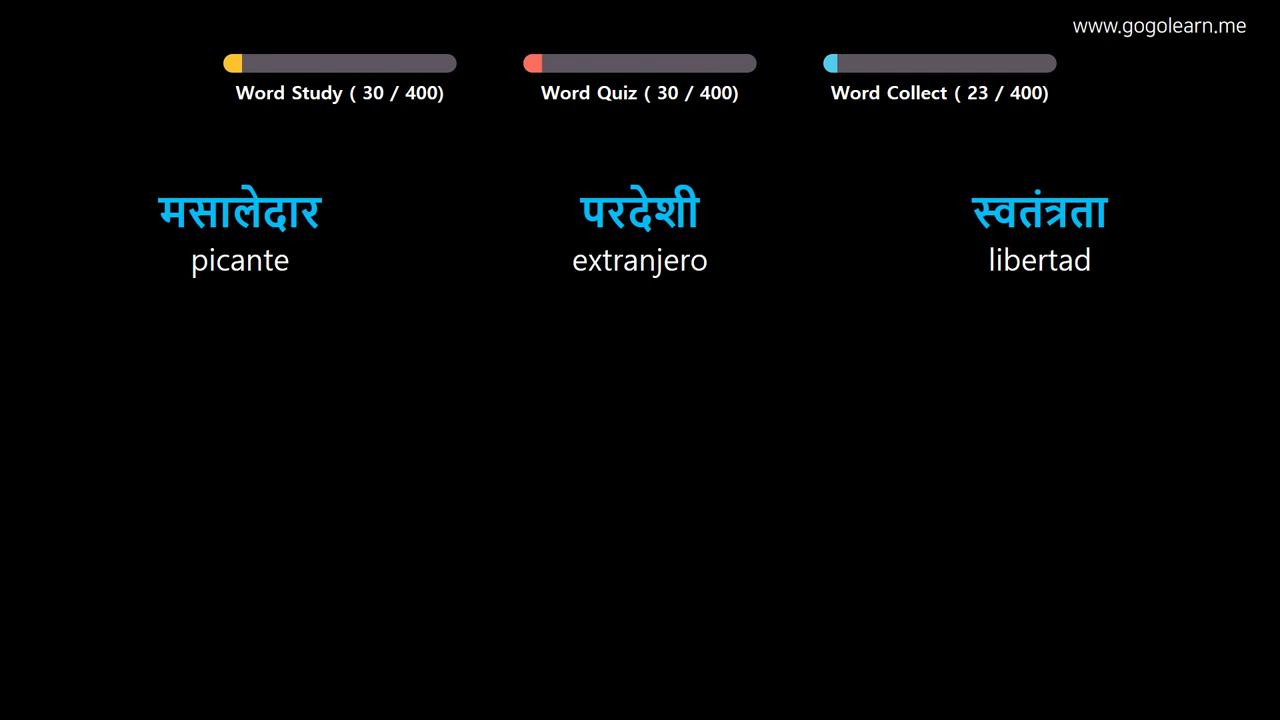 www.gogolearn.me
Word Study ( 30 / 400)
Word Quiz ( 30 / 400)
Word Collect ( 23 / 400)
मसालेदार
picante
परदेशी
extranjero
स्वतंत्रता
libertad